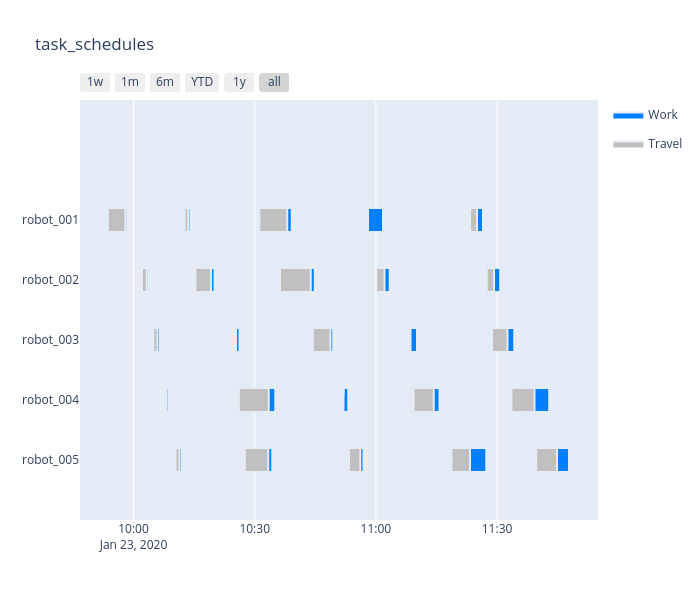 task_schedules
1w 1m 6m YTD 1y all
Work
Travel
robot_001
robot_002
robot_003
robot_004
robot_005
10:00 10:30 11:00 11:30
Jan 23, 2020